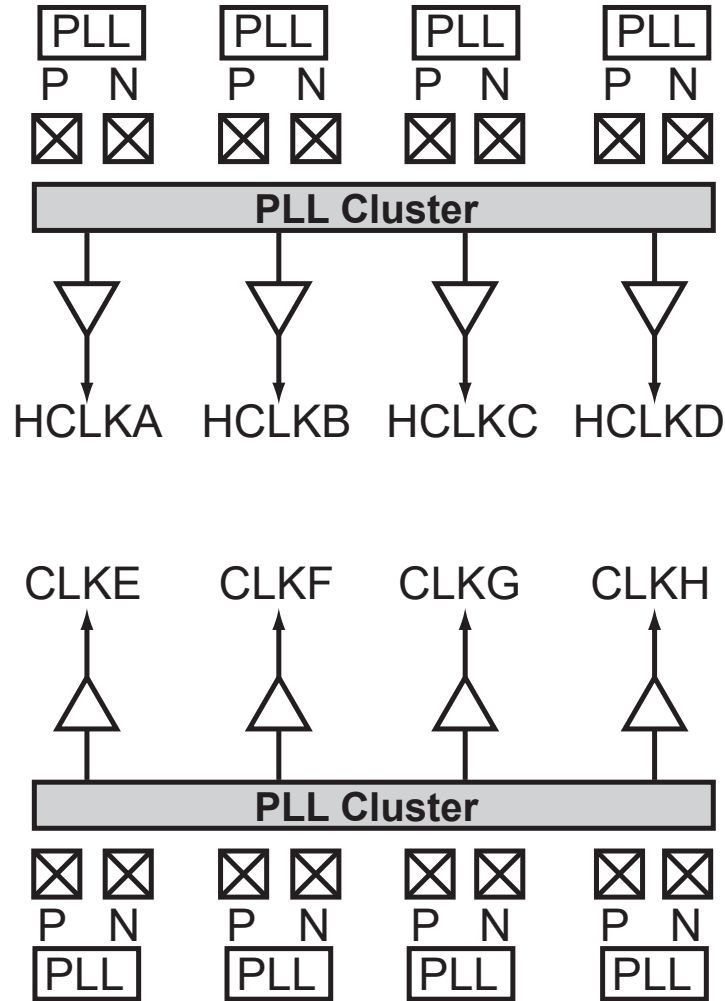 PLL PLL PLL PLL
P N P N P N P N
PLL Cluster
HCLKA HCLKB HCLKC HCLKD
CLKE CLKF CLKG CLKH
PLL Cluster
P N P N P N P N
PLL PLL PLL PLL